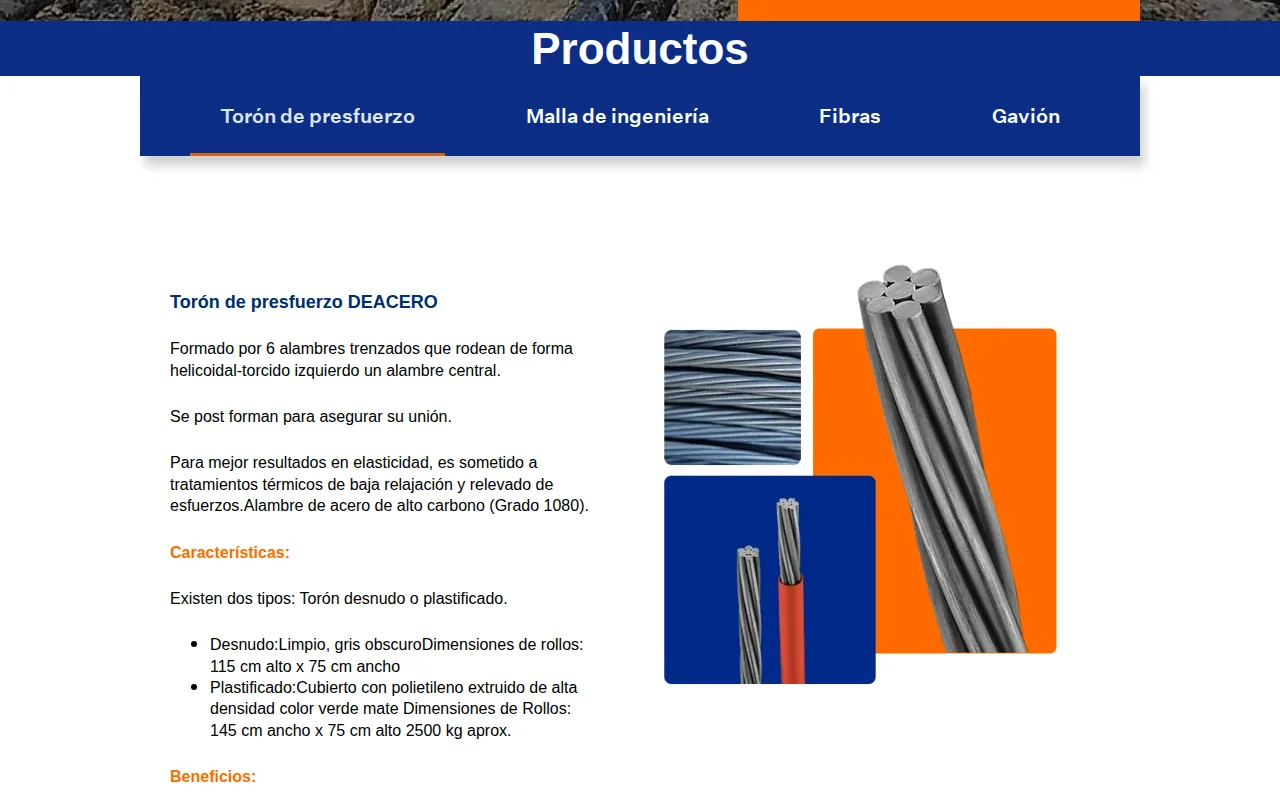 Productos
Torón de presfuerzo
Malla de ingeniería
Fibras
Gavión
Torón de presfuerzo DEACERO
Formado por 6 alambres trenzados que rodean de forma
helicoidal-torcido izquierdo un alambre central.
Se post forman para asegurar su unión.
Para mejor resultados en elasticidad, es sometido a
tratamientos térmicos de baja relajación y relevado de
esfuerzos.Alambre de acero de alto carbono (Grado 1080).
Características:
Existen dos tipos: Torón desnudo o plastificado.
Desnudo:Limpio, gris obscuroDimensiones de rollos:
115 cm alto x 75 cm ancho
Plastificado:Cubierto con polietileno extruido de alta
densidad color verde mate Dimensiones de Rollos:
145 cm ancho x 75 cm alto 2500 kg aprox.
Beneficios: